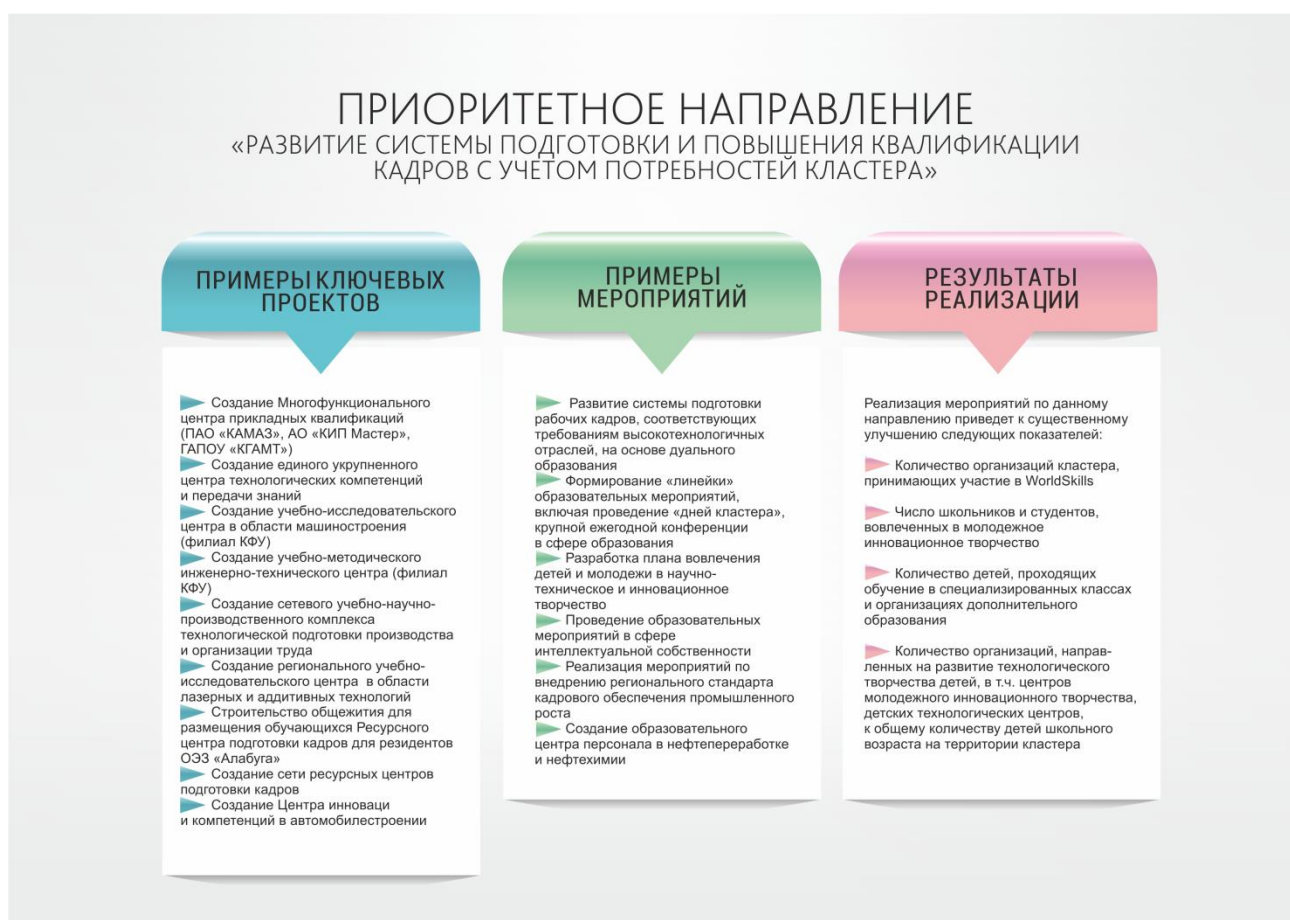 ПРИОРИТЕТНОЕ НАПРАВЛЕНИЕ
«РАЗВИТИЕ СИСТЕМЫ ПОДГОТОВКИ И ПОВЫШЕНИЯ КВАЛИФИКАЦИИ
КАДРОВ С УЧЕТОМ ПОТРЕБНОСТЕЙ КЛАСТЕРА»
ПРИМЕРЫ КЛЮЧЕВЫХ
ПРОЕКТОВ
Создание Многофункционального
центра прикладных квалификаций
(ПАО «КАМАЗ», АО «КИП Мастер»,
ГАПОУ «КГАМТ»)
Создание единого укрупненного
центра технологических компетенций
и передачи знаний
Создание учебно-исследовательского
центра в области машиностроения
(филиал КФУ)
Создание учебно-методического
инженерно-технического центра (филиал
КФУ)
Создание сетевого учебно-научно-
производственного комплекса
технологической подготовки производства
и организации труда
Создание регионального учебно-
исследовательского центра в области
лазерных и аддитивных технологий
Строительство общежития для
размещения обучающихся Ресурсного
центра подготовки кадров для резидентов
ОЭЗ «Алабуга»
Создание сети ресурсных центров
подготовки кадров
Создание Центра инноваци
и компетенций в автомобилестроении
ПРИМЕРЫ
МЕРОПРИЯТИЙ
Развитие системы подготовки
рабочих кадров, соответствующих
требованиям высокотехнологичных
отраслей, на основе дуального
образования
Формирование «линейки»
образовательных мероприятий,
включая проведение «дней кластера»,
крупной ежегодной конференции
в сфере образования
Разработка плана вовлечения
детей и молодежи в научно-
техническое и инновационное
творчество
Проведение образовательных
мероприятий в сфере
интеллектуальной собственности
Реализация мероприятий по
внедрению регионального стандарта
кадрового обеспечения промышленного
роста
Создание образовательного
центра персонала в нефтепереработке
и нефтехимии
РЕЗУЛЬТАТЫ
РЕАЛИЗАЦИИ
Реализация мероприятий по данному
направлению приведет к существенному
улучшению следующих показателей:
Количество организаций кластера,
принимающих участие в WorldSkills
Число школьников и студентов,
вовлеченных в молодежное
инновационное творчество
Количество детей, проходящих
обучение в специализированных классах
и организациях дополнительного
образования
Количество организаций, направ-
ленных на развитие технологического
творчества детей, в т.ч. центров
молодежного инновационного творчества,
детских технологических центров,
к общему количеству детей школьного
возраста на территории кластера